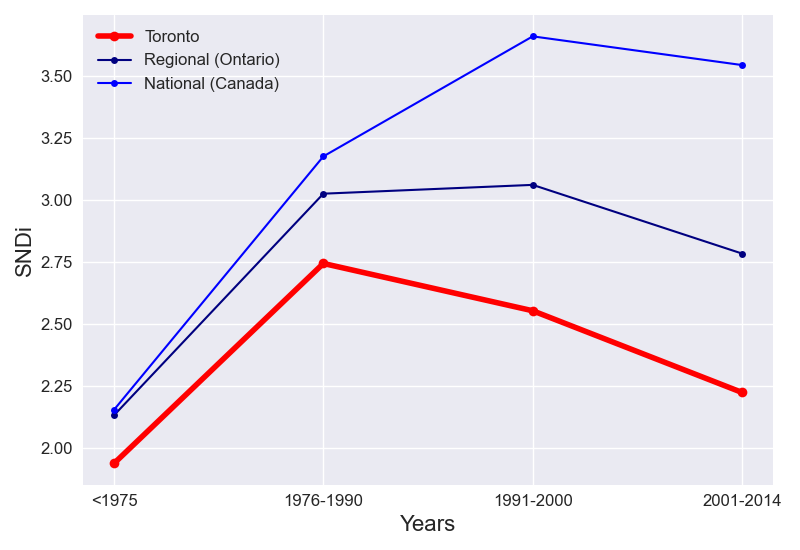 Toronto
Regional (Ontario)
National (Canada)
3.50
3.25
3.00
2.75
2.50
2.25
2.00
SNDi
<1975
1976-1990
1991-2000
2001-2014
Years